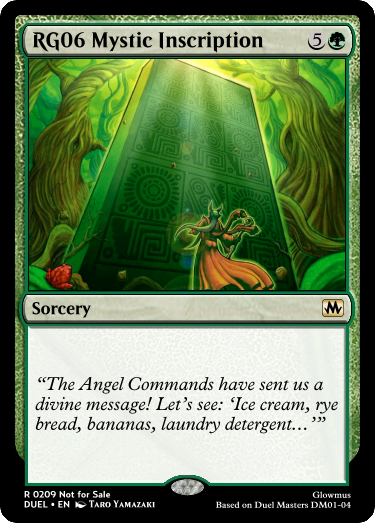 RG06 Mystic Inscription 5
Sorcery M
“The Angel Commands have sent us a
divine message! Let’s see: ‘Ice cream, rye
bread, bananas, laundry detergent…’”
R 0209 Not for Sale
DUEL • EN Taro Yamazaki
Glowmus
Based on Duel Masters DM01-04